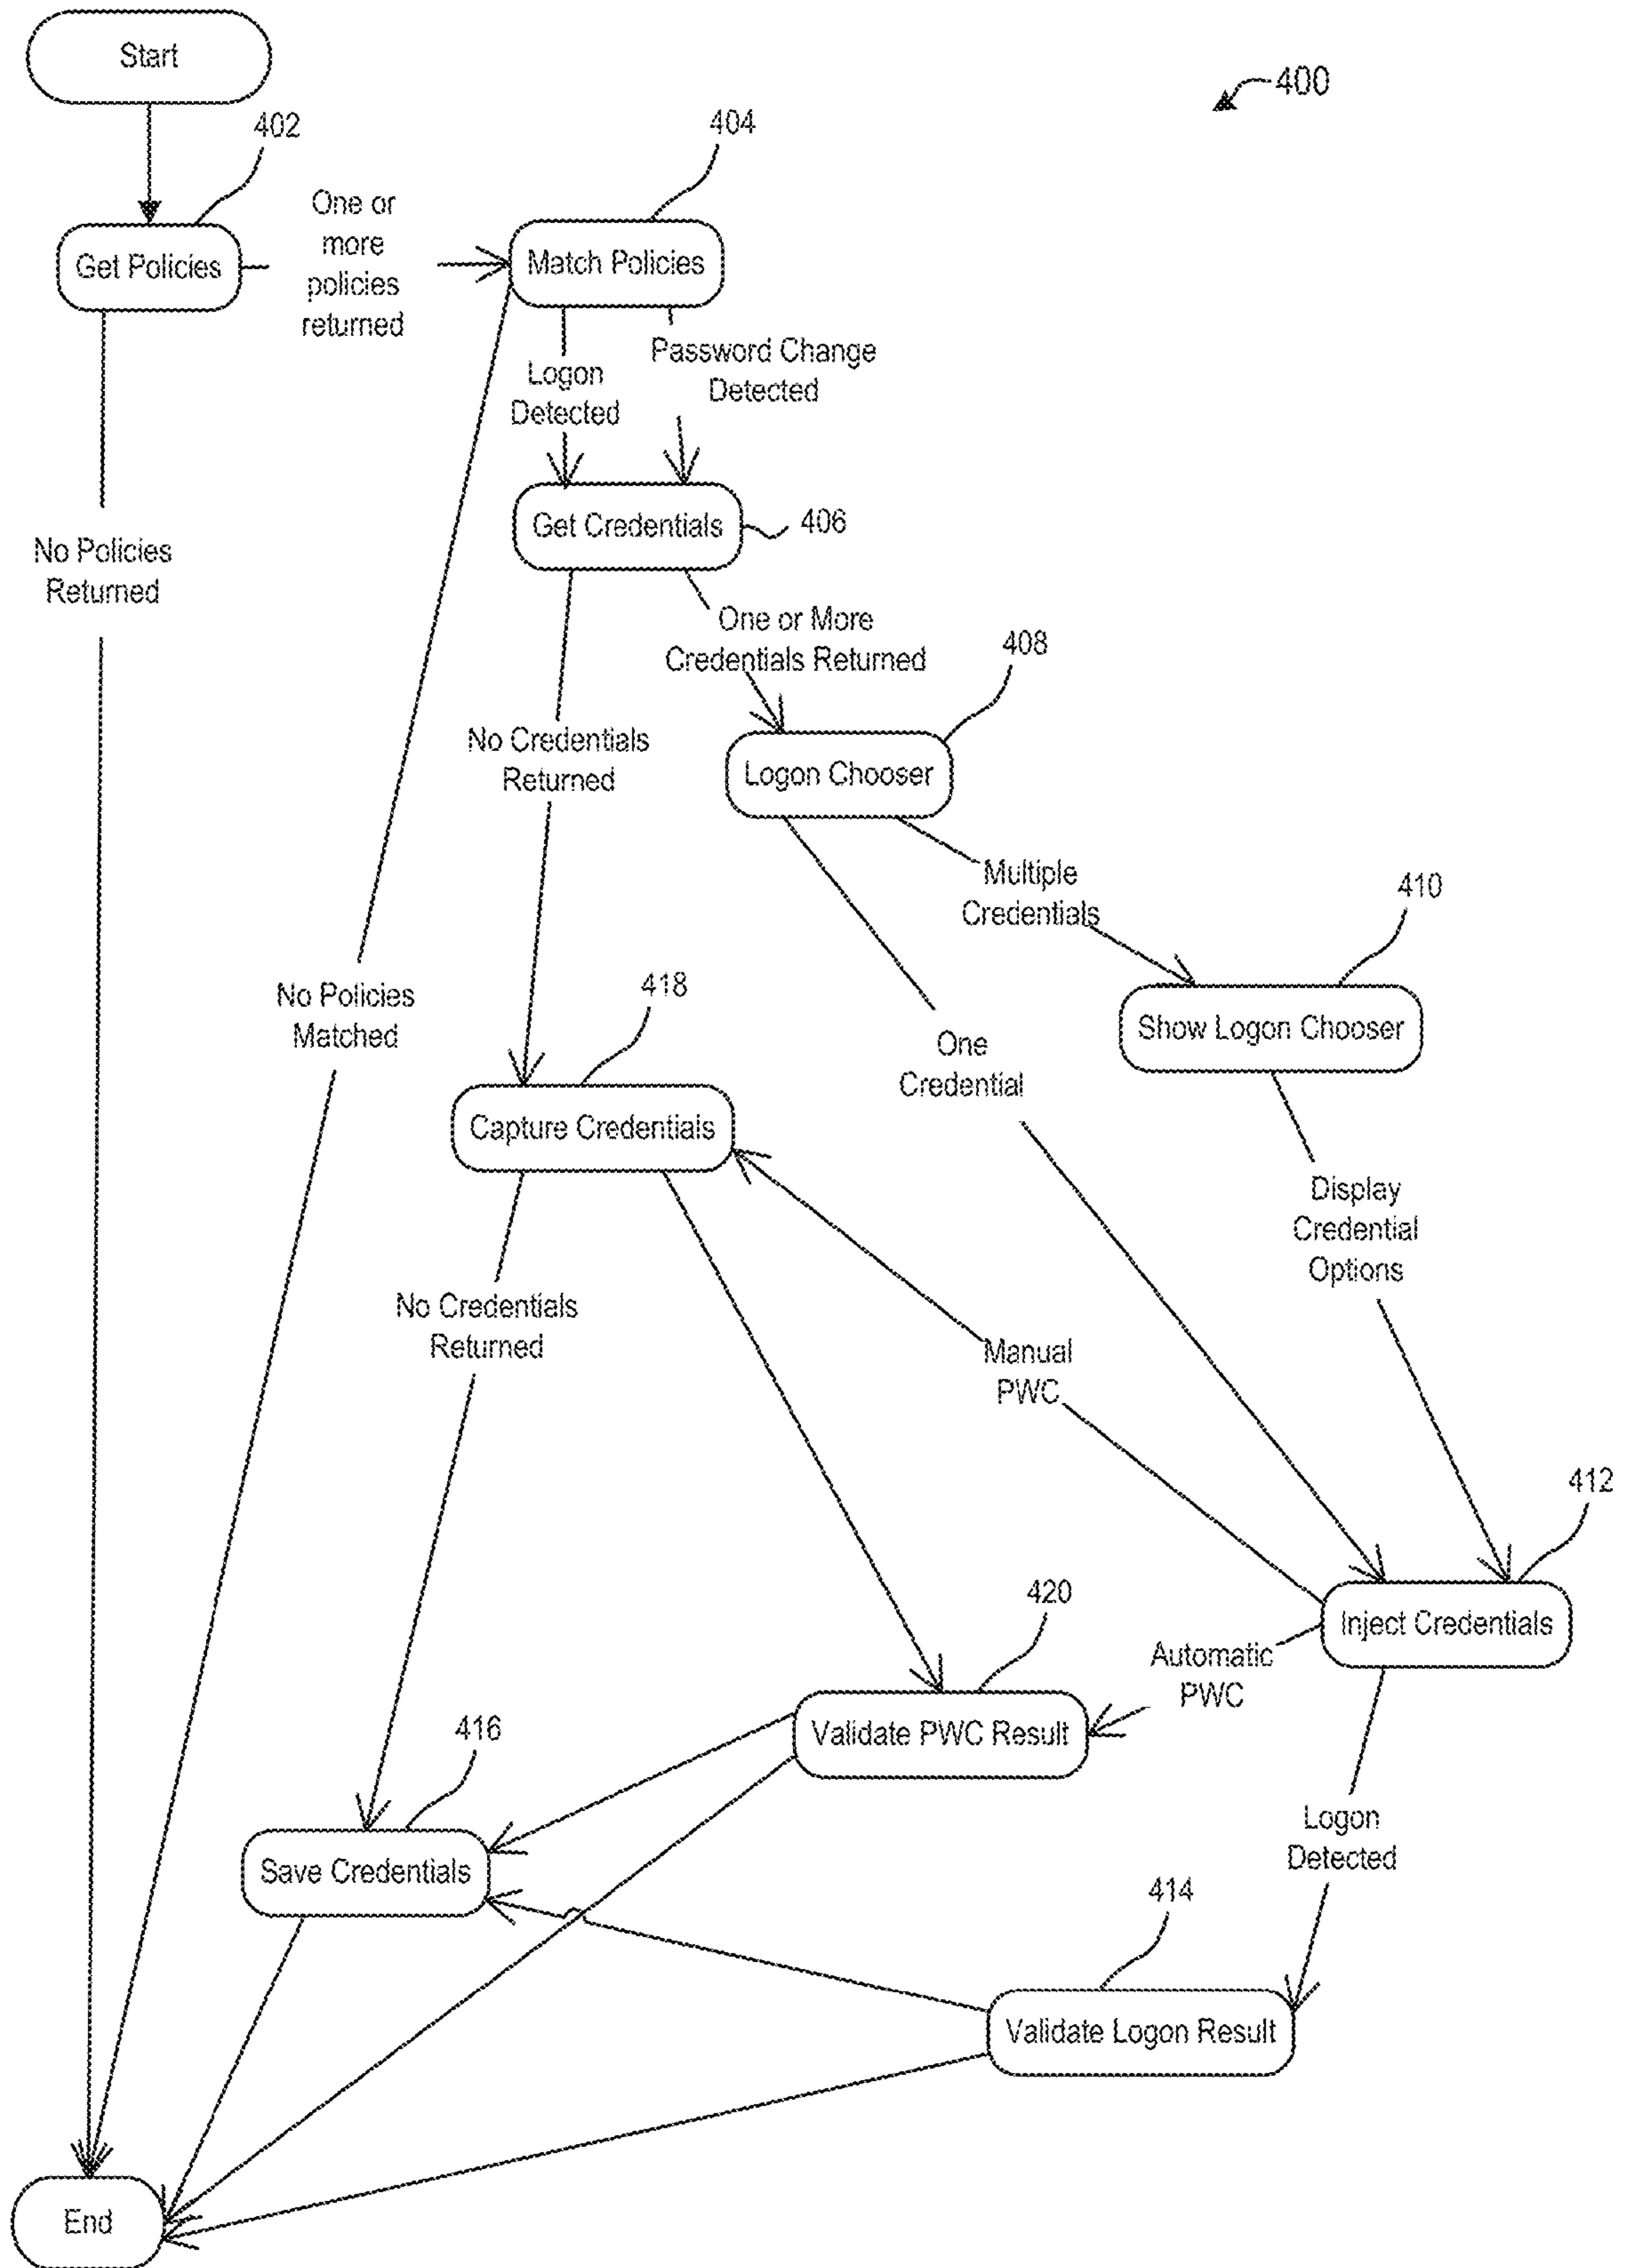 Start
400
402
404
One or
more
policies
returned
Get Policies
Match Policies
Password Change
Detected
Logon
Detected
Get Credentials
406
No Policies
Returned
One or More
Credentials Returned
408
No Credentials
Returned
Logon Chooser
Multiple
Credentials
410
No Policies
Matched
418
Show Logon Chooser
One
Credential
Capture Credentials
Display
Credential
Options
No Credentials
Returned
Manual
PWC
412
420
Inject Credentials
Automatic
PWC
416
Validate PWC Result
Logon
Detected
Save Credentials
414
Validate Logon Result
End